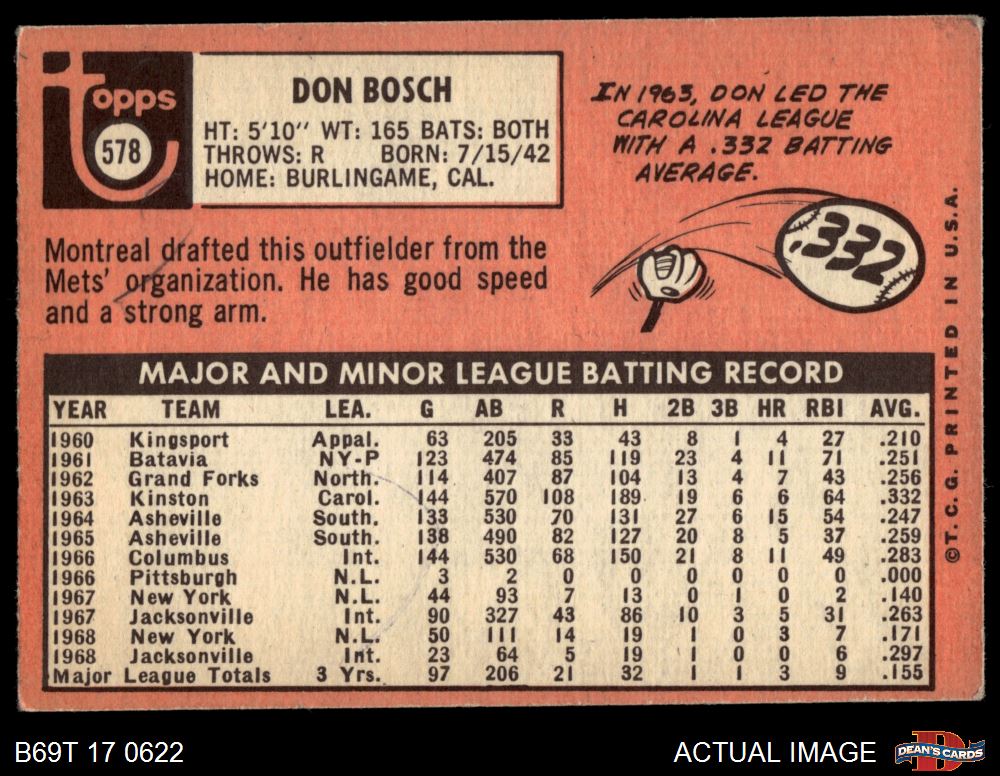 topps
578
DON BOSCH
HT: 5'10" WT: 165 BATS: BOTH
THROWS: R BORN: 7/15/42
HOME: BURLINGAME, CAL.
Montreal drafted this outfielder from the
Mets' organization. He has good speed
and a strong arm.
IN 1963, DON LED THE
CAROLINA LEAGUE
WITH A .332 BATTING
AVERAGE.
.332
MAJOR AND MINOR LEAGUE BATTING RECORD
YEAR TEAM LEA. G AB R H 2B 3B HR RBI AVG.
1960 Kingsport Appal. 63 205 33 43 8 1 4 27 .210
1961 Batavia NY-P 123 474 85 119 23 4 11 71 .251
1962 Grand Forks North. 114 407 87 104 13 4 7 43 .256
1963 Kinston Carol. 144 570 108 189 19 6 6 64 .332
1964 Asheville South. 133 530 70 131 27 6 15 54 .247
1965 Asheville South. 138 490 82 127 20 8 5 37 .259
1966 Columbus Int. 144 530 68 150 21 8 11 49 .283
1966 Pittsburgh N.L. 3 2 0 0 0 0 0 0 .000
1967 New York N.L. 44 93 7 13 0 1 0 2 .140
1967 Jacksonville Int. 90 327 43 86 10 3 5 31 .263
1968 New York N.L. 50 111 14 19 1 0 3 7 .171
1968 Jacksonville Int. 23 64 5 19 1 0 0 6 .297
Major League Totals 3 Yrs. 97 206 21 32 1 1 3 9 .155
©T.C.G. PRINTED IN U.S.A.
B69T 17 0622
ACTUAL IMAGE
DEAN'S CARDS